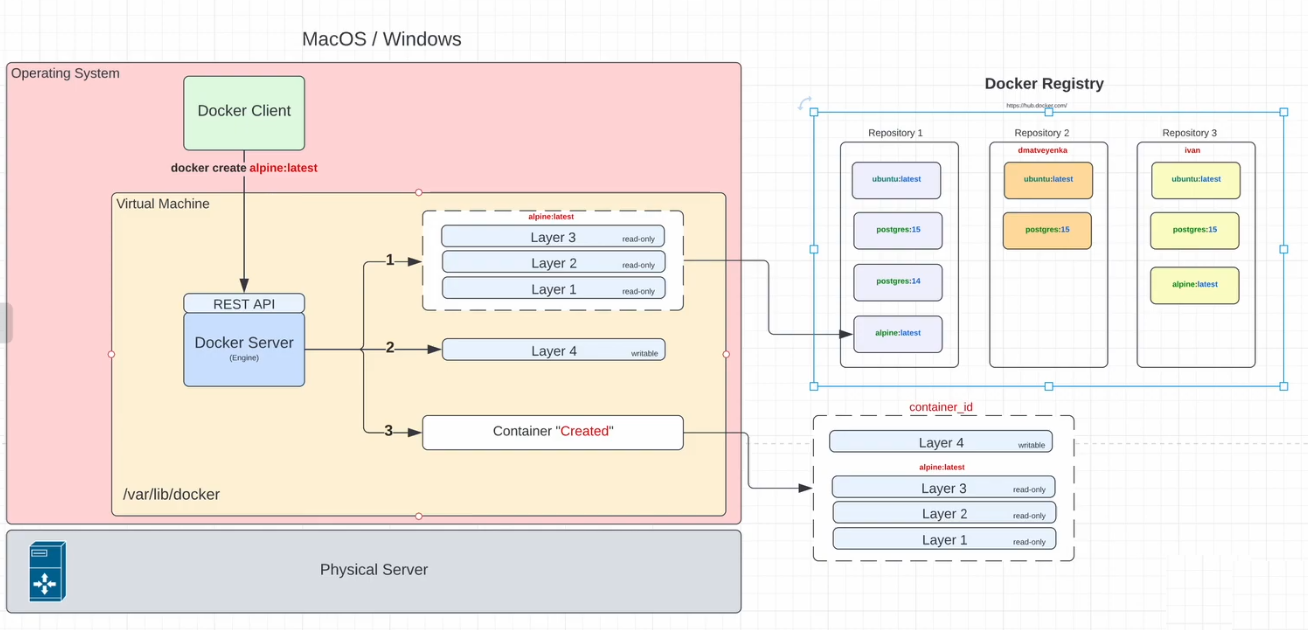 MacOS / Windows
Operating System
Docker Client
docker create alpine:latest
Virtual Machine
REST API
Docker Server
(Engine)
1
alpine:latest
Layer 3 read-only
Layer 2 read-only
Layer 1 read-only
2
Layer 4 writable
3
Container "Created"
/var/lib/docker
Physical Server
Docker Registry
https://hub.docker.com/
Repository 1
ubuntu:latest
postgres:15
postgres:14
alpine:latest
Repository 2
dmatveyenka
ubuntu:latest
postgres:15
Repository 3
ivan
ubuntu:latest
postgres:15
alpine:latest
container_id
Layer 4 writable
alpine:latest
Layer 3 read-only
Layer 2 read-only
Layer 1 read-only